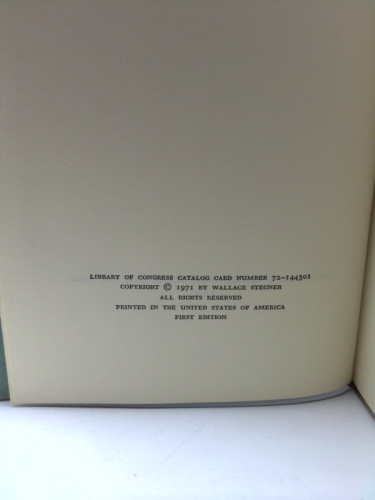 LIBRARY OF CONGRESS CATALOG CARD NUMBER 72-144301
COPYRIGHT © 1971 BY WALLACE STEGNER
ALL RIGHTS RESERVED
PRINTED IN THE UNITED STATES OF AMERICA
FIRST EDITION